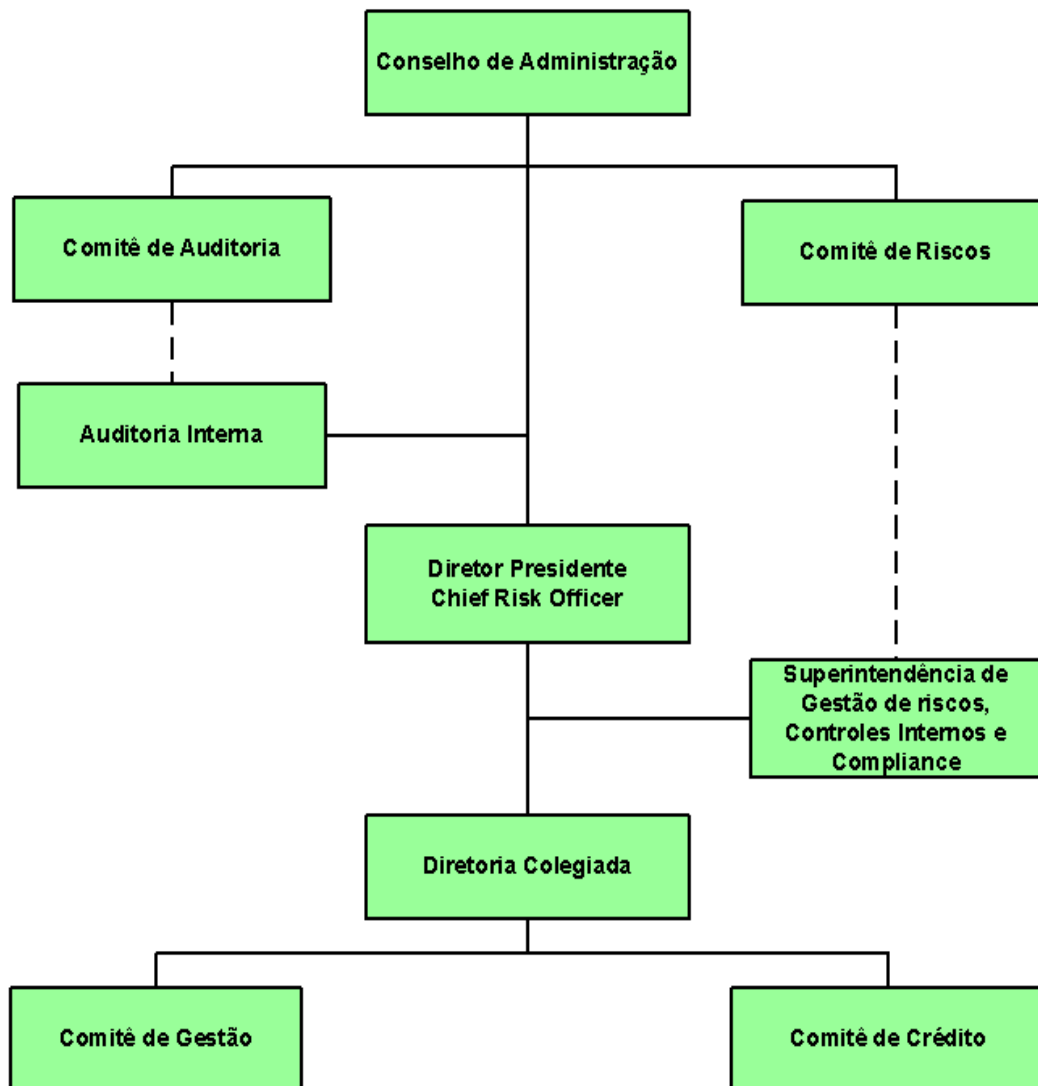 Conselho de Administração
Comitê de Auditoria
Comitê de Riscos
Auditoria Interna
Diretor Presidente
Chief Risk Officer
Superintendência de
Gestão de riscos,
Controles Internos e
Compliance
Diretoria Colegiada
Comitê de Gestão
Comitê de Crédito